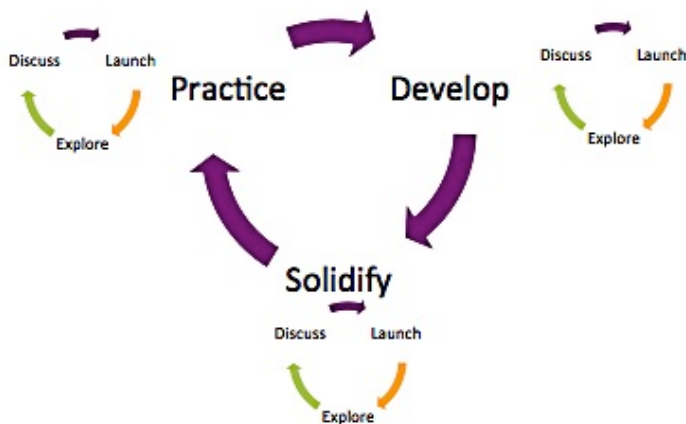 Discuss Launch
Explore
Practice Develop
Discuss Launch
Explore
Solidify
Discuss Launch
Explore